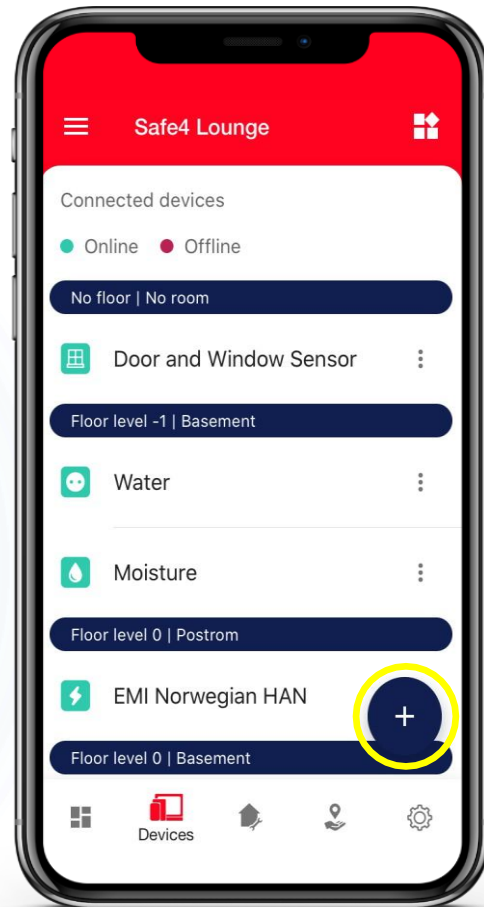 Safe4 Lounge
Connected devices
Online Offline
No floor | No room
Door and Window Sensor
Floor level -1 | Basement
Water
Moisture
Floor level 0 | Postrom
EMI Norwegian HAN
+
Floor level 0 | Basement
Devices